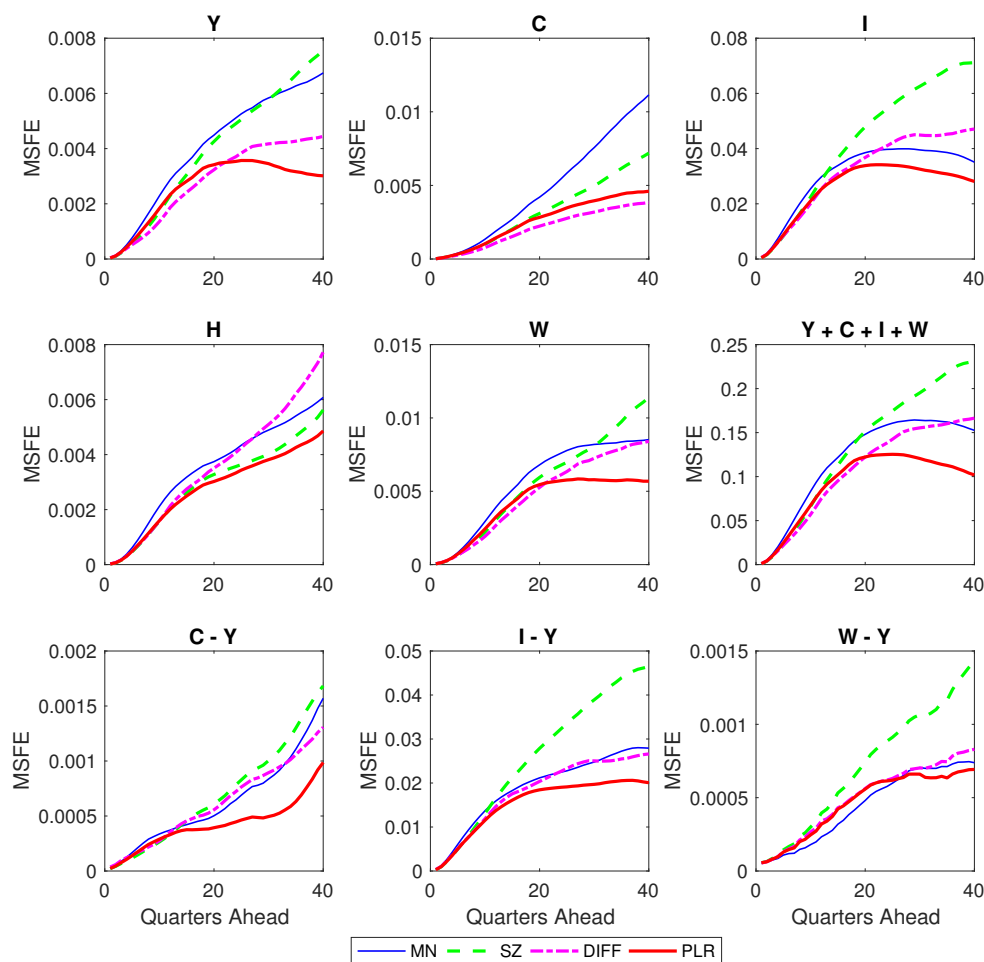 Y
C
I
0.008
0.006
0.004
0.002
0
MSFE
0 20 40
0.015
0.01
0.005
0
MSFE
0 20 40
0.08
0.06
0.04
0.02
0
MSFE
0 20 40
H
W
Y + C + I + W
0.008
0.006
0.004
0.002
0
MSFE
0 20 40
0.015
0.01
0.005
0
MSFE
0 20 40
0.25
0.2
0.15
0.1
0.05
0
MSFE
0 20 40
C - Y
I - Y
W - Y
0.002
0.0015
0.001
0.0005
0
MSFE
0 20 40
Quarters Ahead
0.05
0.04
0.03
0.02
0.01
0
MSFE
0 20 40
Quarters Ahead
0.0015
0.001
0.0005
0
MSFE
0 20 40
Quarters Ahead
MN SZ DIFF PLR